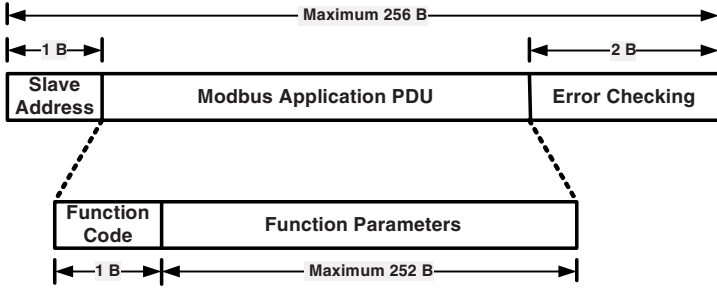 Maximum 256 B
1 B
2 B
Slave
Address
Modbus Application PDU
Error Checking
Function
Code
Function Parameters
1 B
Maximum 252 B